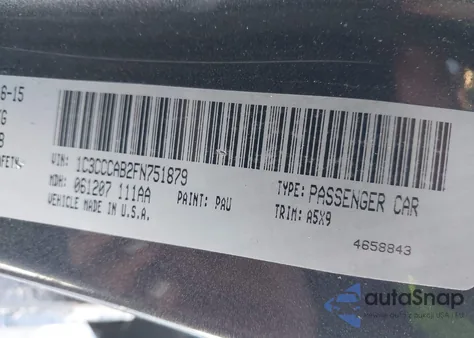 6-15
VIN: 1C3CCCAB2FN751879
MDH: 061207 111AA
PAINT: PAU
VEHICLE MADE IN U.S.A.
TYPE: PASSENGER CAR
TRIM: A5X9
4658843
autoSnap